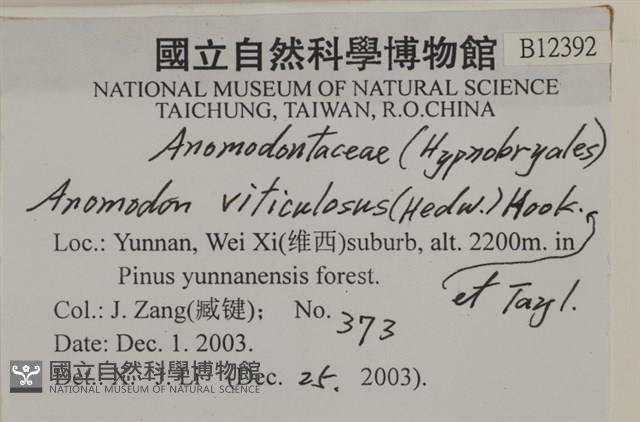 國立自然科學博物館 B12392
NATIONAL MUSEUM OF NATURAL SCIENCE
TAICHUNG, TAIWAN, R.O.CHINA
Anomodontaceae (Hypnobryales)
Anomodon viticulosus (Hedw.) Hook.
et Tayl.
Loc.: Yunnan, Wei Xi(维西)suburb, alt. 2200m. in
Pinus yunnanensis forest.
Col.: J. Zang(臧键); No. 373
Date: Dec. 1. 2003.
Det.: X.-J. Li (Dec. 25. 2003).
國立自然科學博物館
NATIONAL MUSEUM OF NATURAL SCIENCE